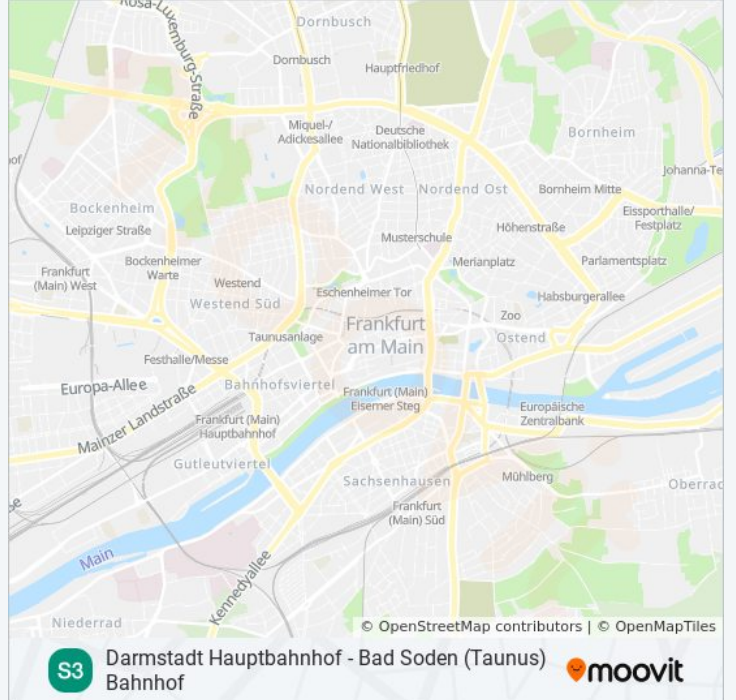 Rosa-Luxemburg-Straße
Dornbusch
Dornbusch
Hauptfriedhof
Miquel-/
Adickesallee
Deutsche
Nationalbibliothek
Bornheim
Johanna-Te
Nordend West
Nordend Ost
Bornheim Mitte
Bockenheim
Leipziger Straße
Eissporthalle/
Festplatz
Höhenstraße
Musterschule
Bockenheimer
Warte
Merianplatz
Parlamentsplatz
Frankfurt
(Main) West
Westend
Eschenheimer Tor
Habsburgerallee
Westend Süd
Zoo
Frankfurt
am Main
Ostend
Taunusanlage
Festhalle/Messe
Europa-Allee
Bahnhofsviertel
Frankfurt (Main)
Eiserner Steg
Mainzer Landstraße
Europäische
Zentralbank
Frankfurt (Main)
Hauptbahnhof
Gutleutviertel
Sachsenhausen
Mühlberg
Oberrad
Frankfurt
(Main) Süd
Main
Kennedyallee
Niederrad
© OpenStreetMap contributors | © OpenMapTiles
S3
Darmstadt Hauptbahnhof - Bad Soden (Taunus)
Bahnhof
moovit